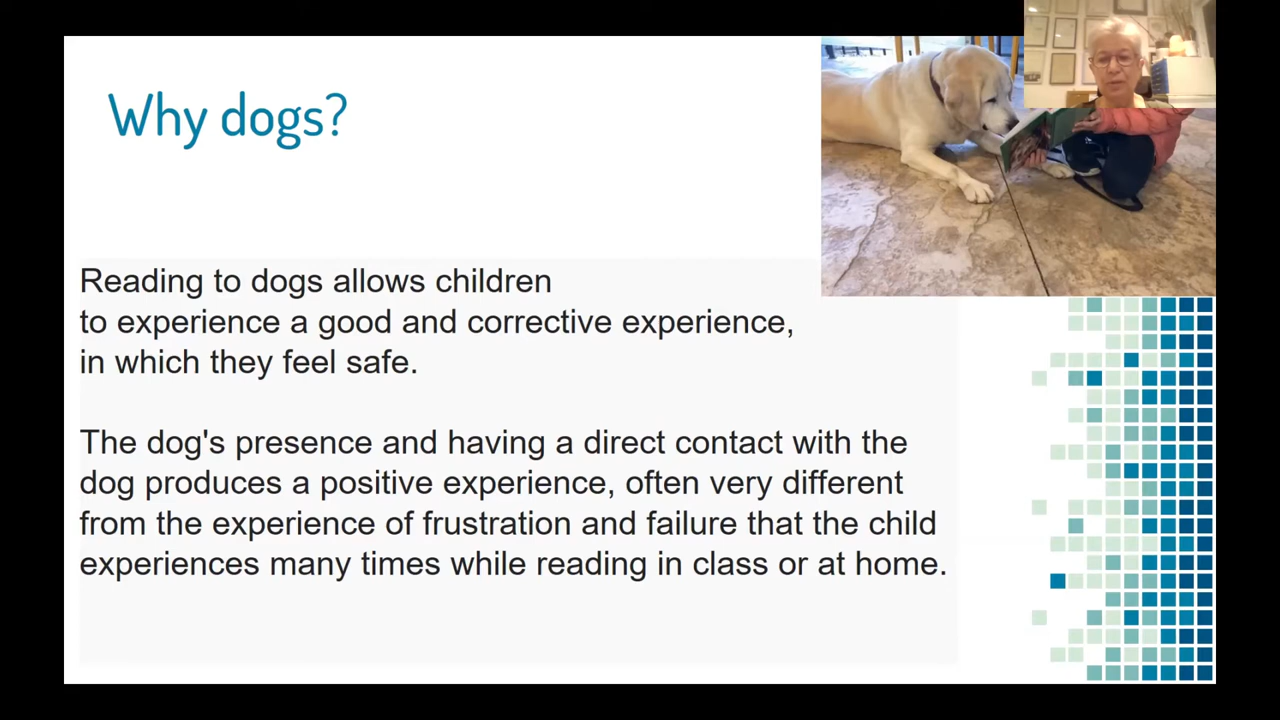 Why dogs?
Reading to dogs allows children
to experience a good and corrective experience,
in which they feel safe.
The dog's presence and having a direct contact with the
dog produces a positive experience, often very different
from the experience of frustration and failure that the child
experiences many times while reading in class or at home.